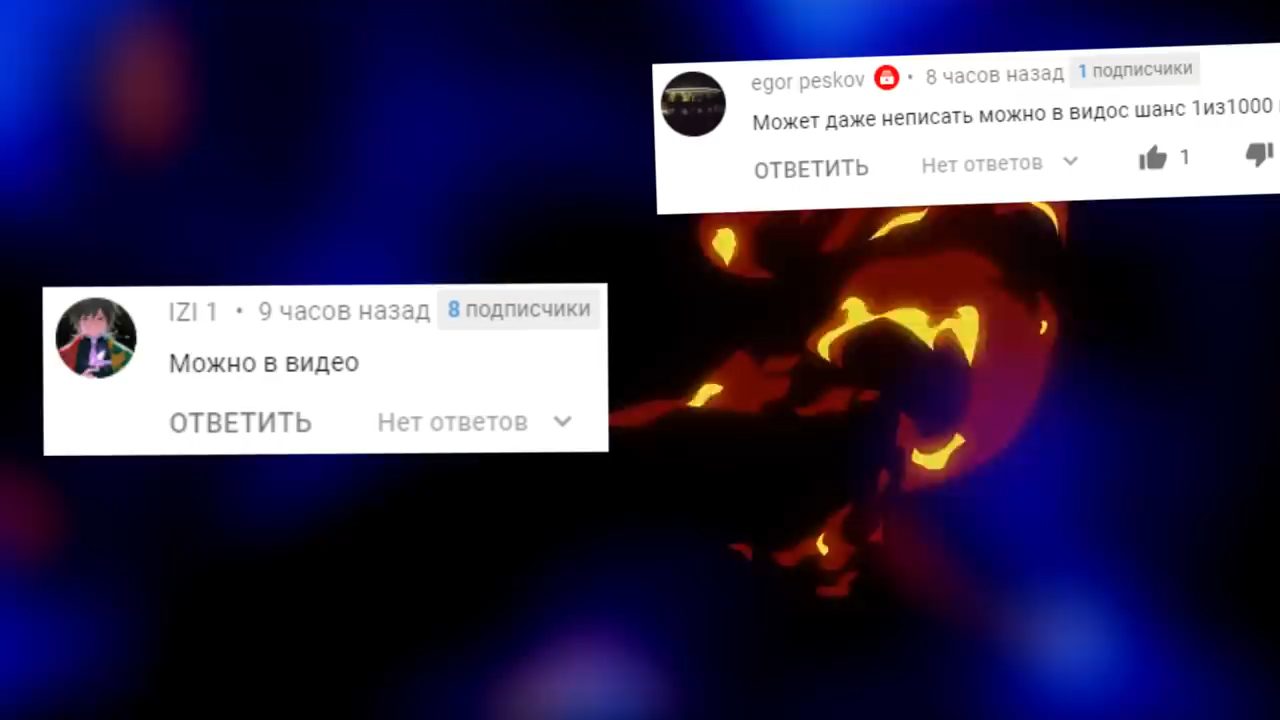 egor peskov • 8 часов назад 1 подписчики
Может даже неписать можно в видос шанс 1из1000
ОТВЕТИТЬ Нет ответов 1
IZI 1 • 9 часов назад 8 подписчики
Можно в видео
ОТВЕТИТЬ Нет ответов